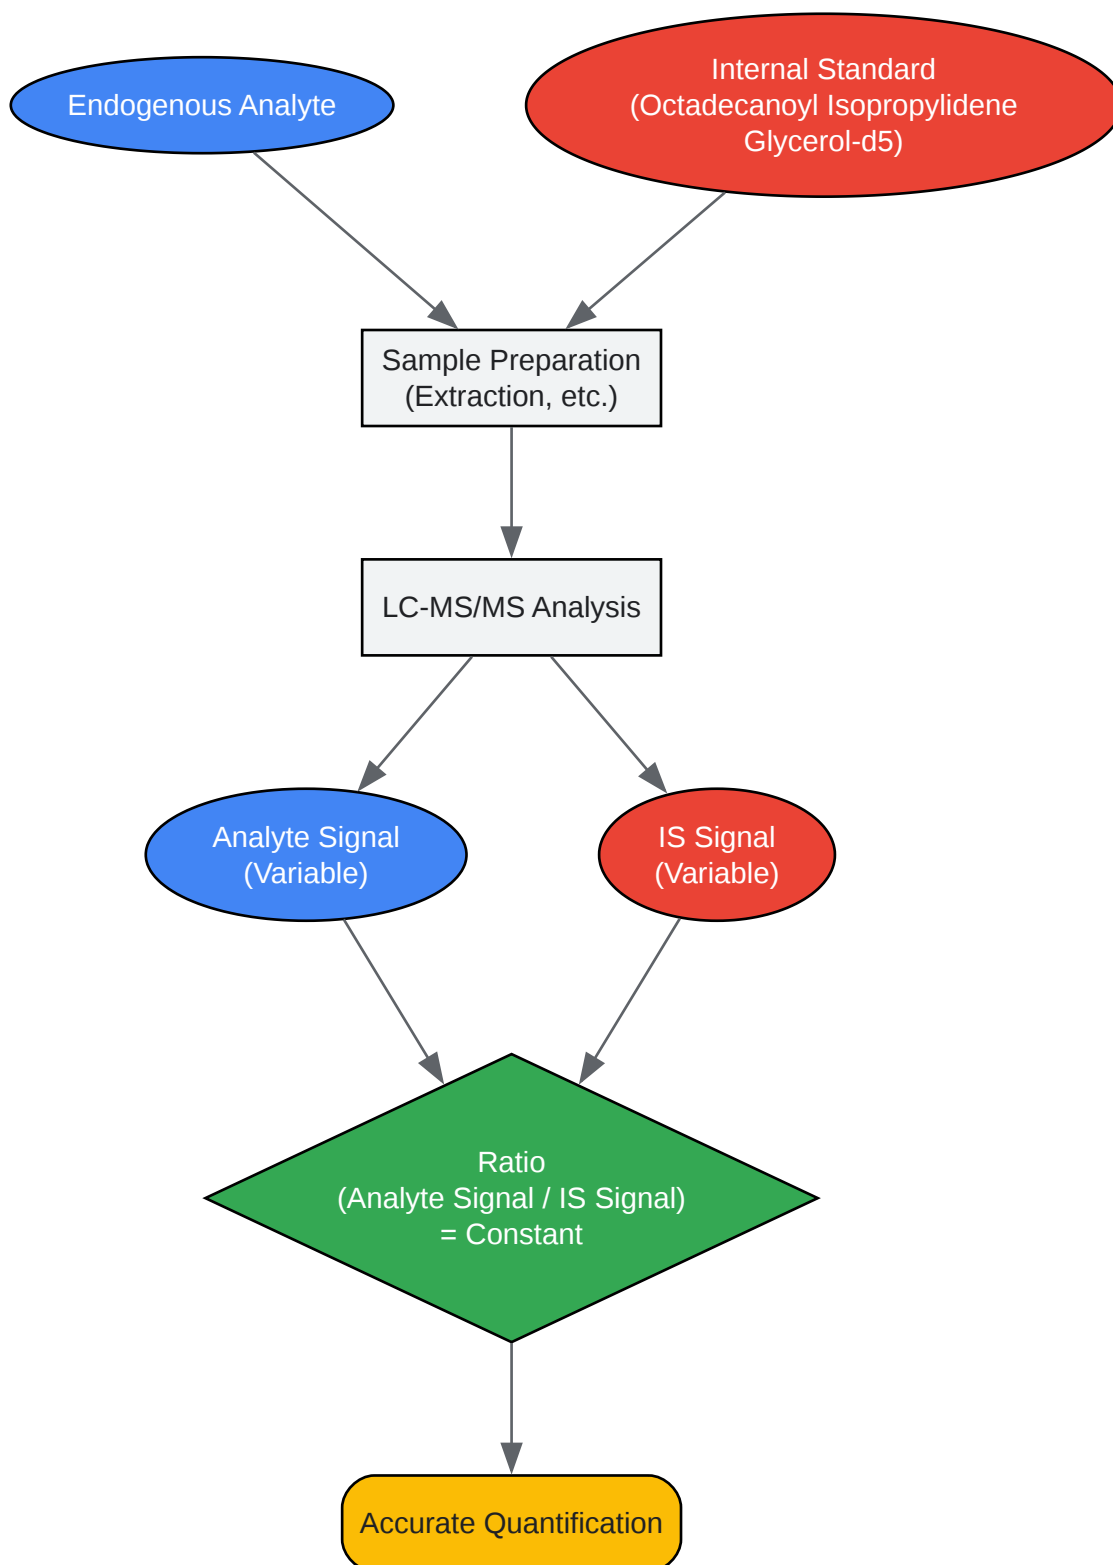 Endogenous Analyte
Internal Standard
(Octadecanoyl Isopropylidene
Glycerol-d5)
Sample Preparation
(Extraction, etc.)
LC-MS/MS Analysis
Analyte Signal
(Variable)
IS Signal
(Variable)
Ratio
(Analyte Signal / IS Signal)
= Constant
Accurate Quantification